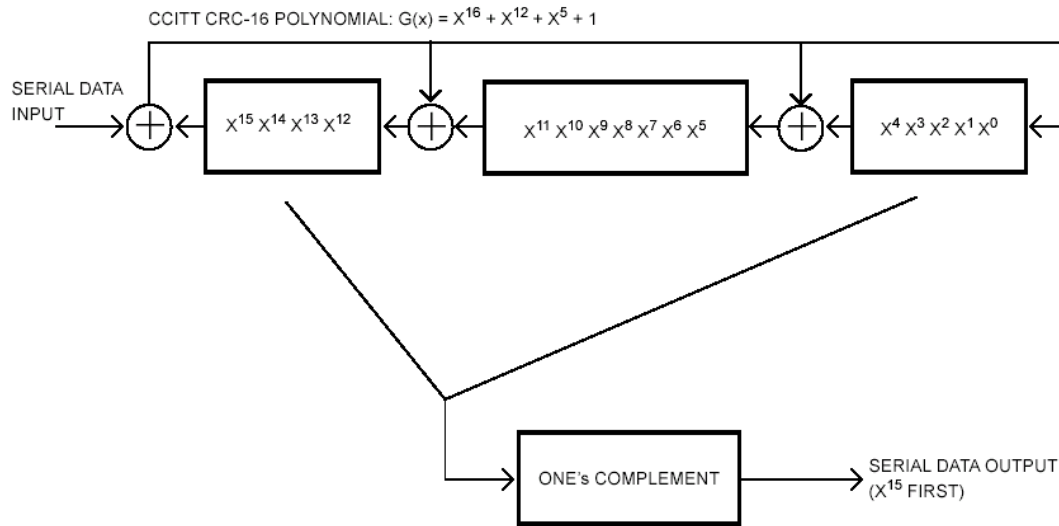 CCITT CRC-16 POLYNOMIAL: G(x) = X¹⁶ + X¹² + X⁵ + 1
SERIAL DATA
INPUT
X¹⁵ X¹⁴ X¹³ X¹²
X¹¹ X¹⁰ X⁹ X⁸ X⁷ X⁶ X⁵
X⁴ X³ X² X¹ X⁰
ONE's COMPLEMENT
SERIAL DATA OUTPUT
(X¹⁵ FIRST)